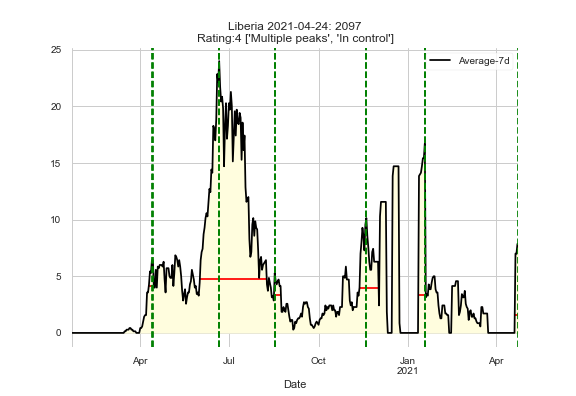 Liberia 2021-04-24: 2097
Rating:4 ['Multiple peaks', 'In control']
Average-7d
25
20
15
10
5
0
Apr
Jul
Oct
Jan
2021
Apr
Date